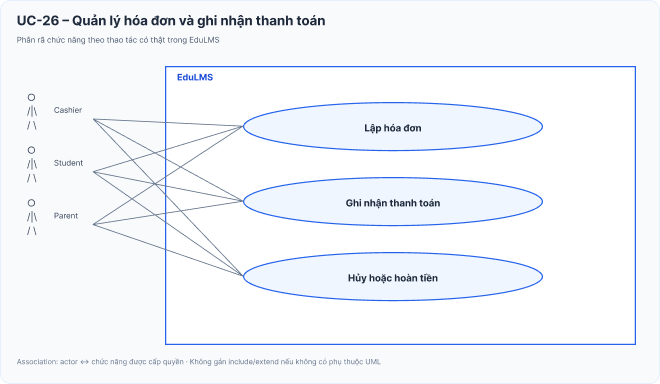 UC-26 – Quản lý hóa đơn và ghi nhận thanh toán
Phân rã chức năng theo thao tác có thật trong EduLMS
EduLMS
Cashier
Lập hóa đơn
Student
Ghi nhận thanh toán
Parent
Hủy hoặc hoàn tiền
Association: actor ↔ chức năng được cấp quyền · Không gán include/extend nếu không có phụ thuộc UML